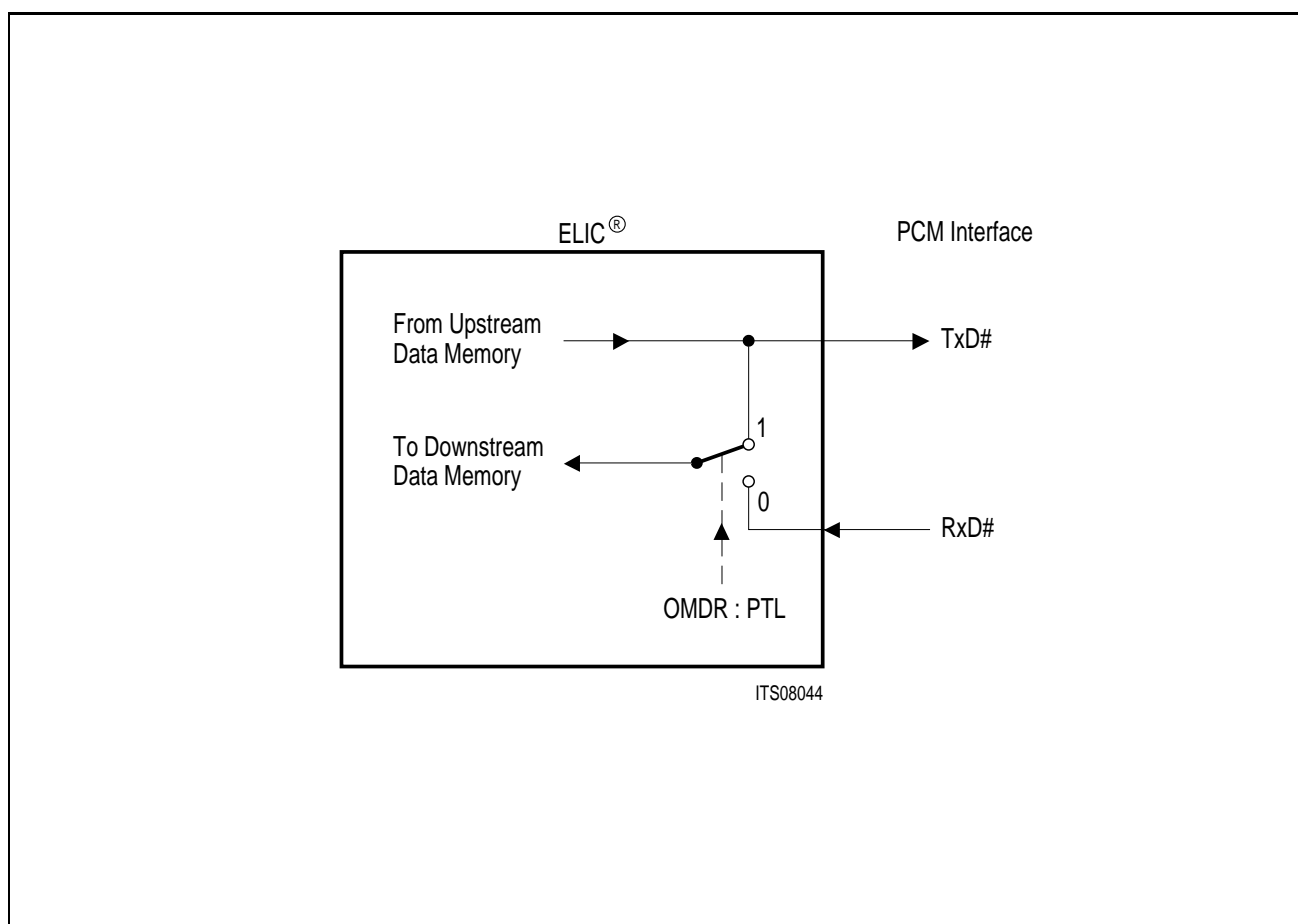 ELIC®
PCM Interface
From Upstream
Data Memory
TxD#
1
To Downstream
Data Memory
0
RxD#
OMDR : PTL
ITS08044